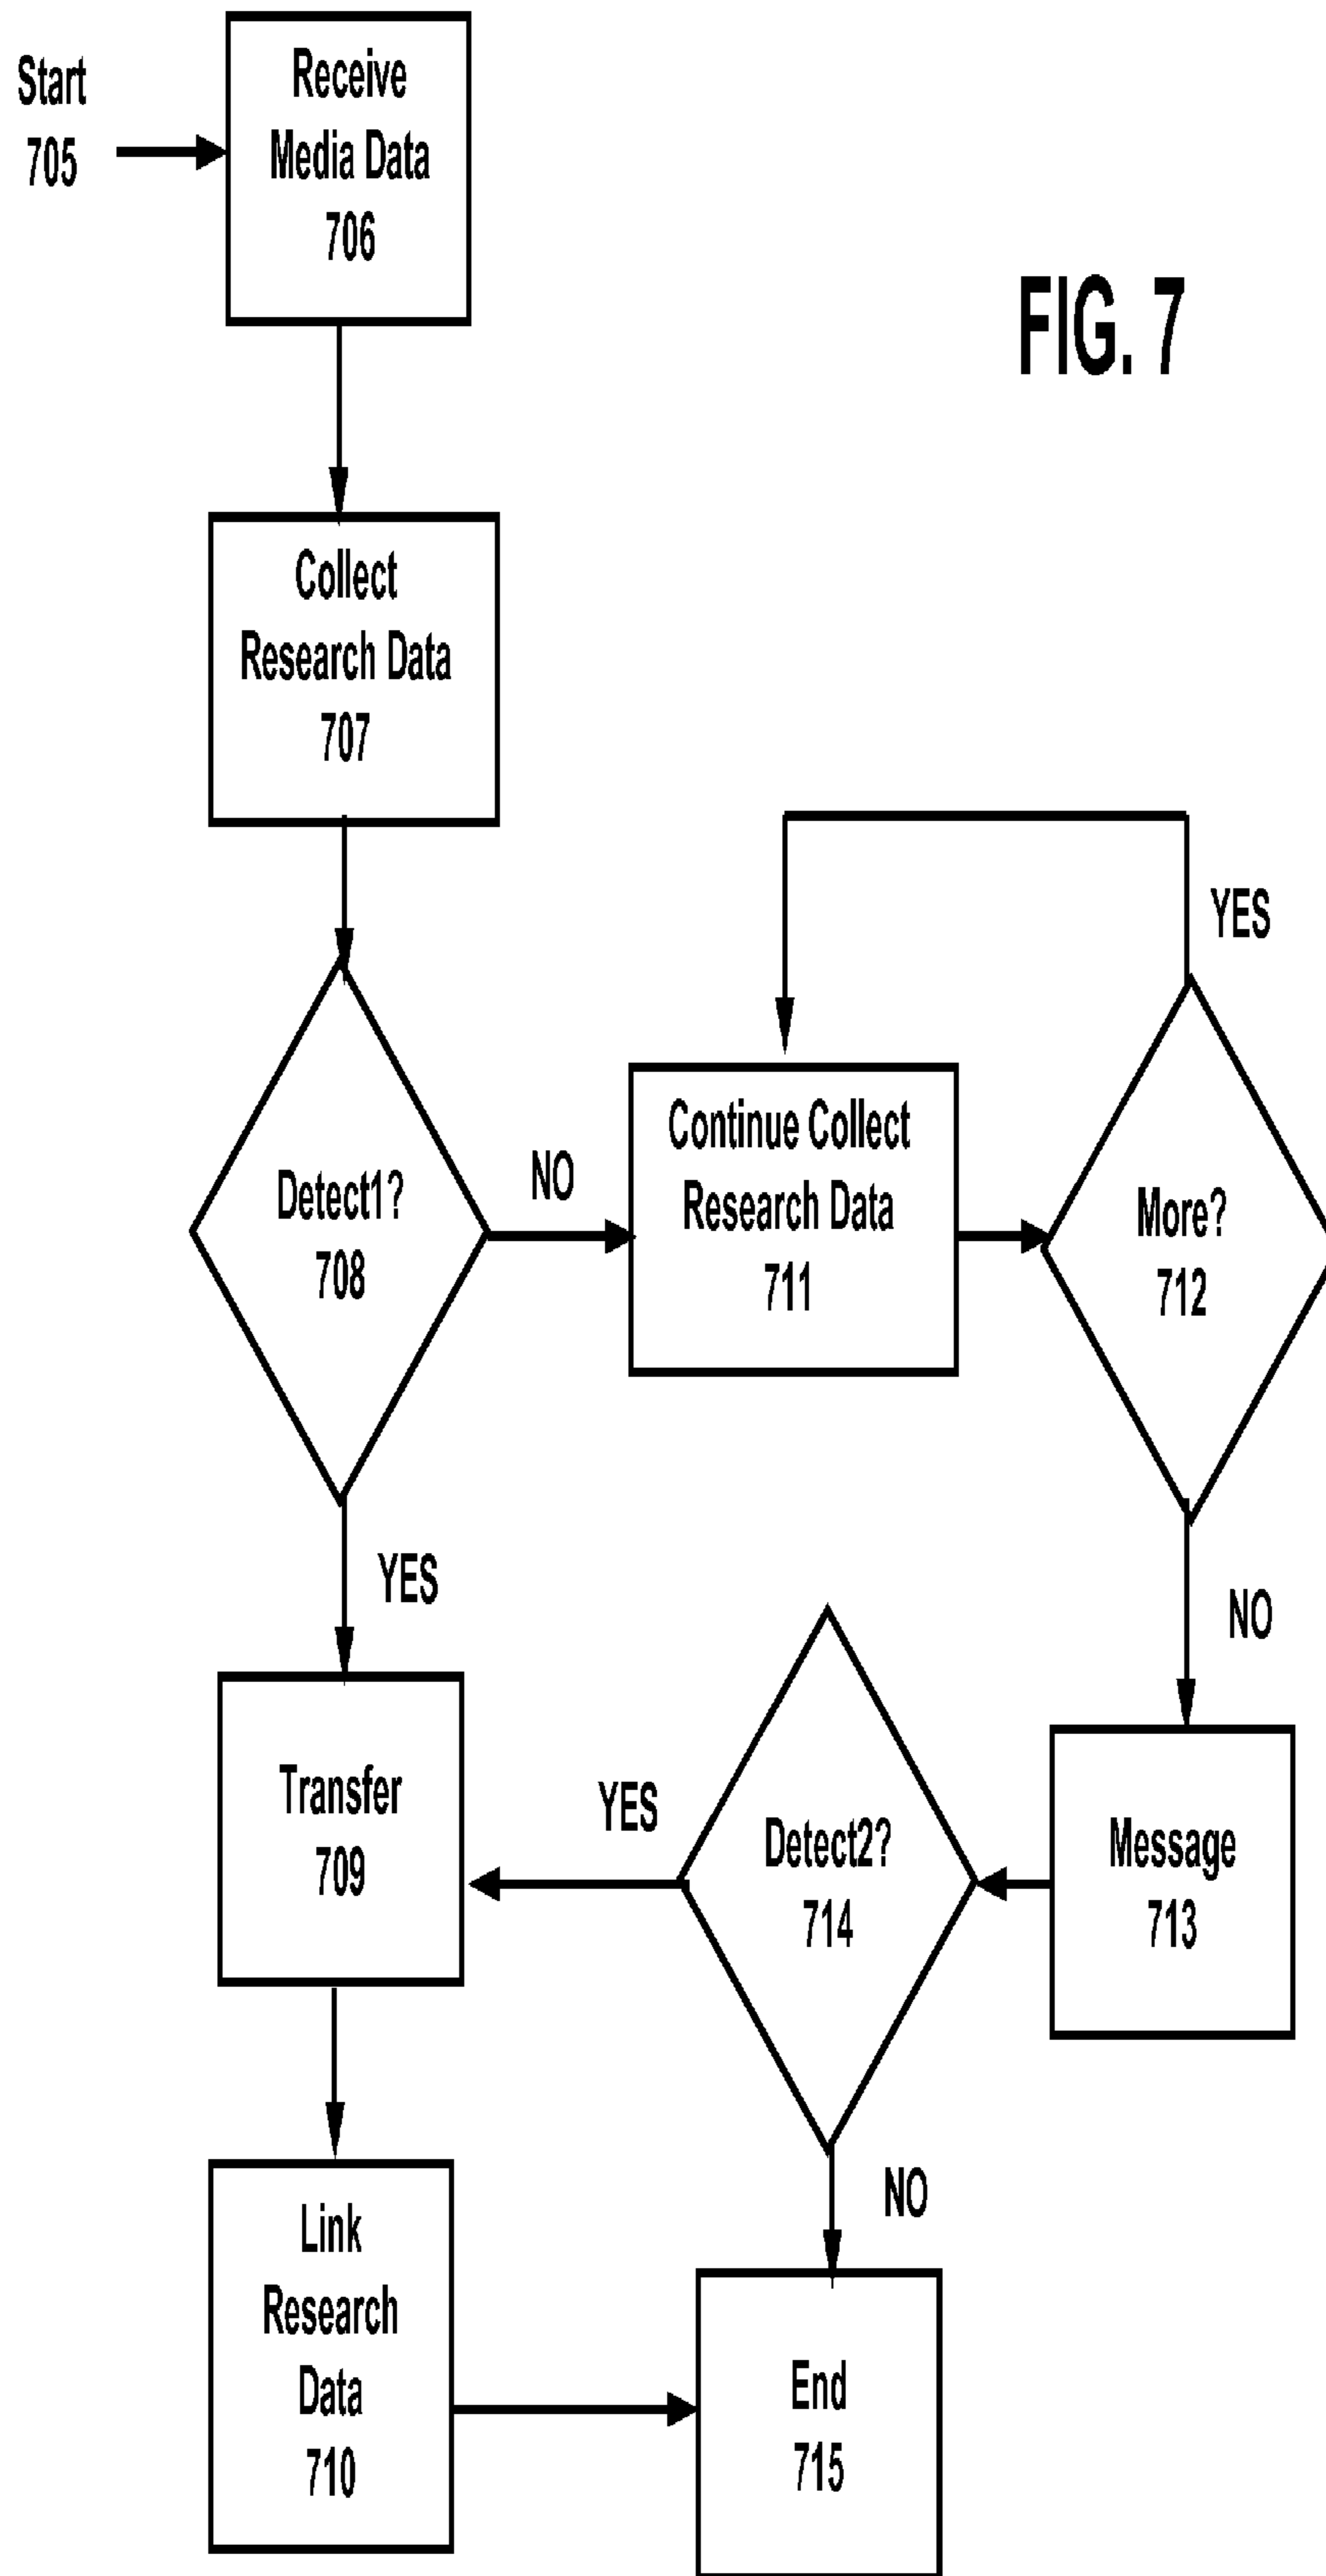 Start
705
Receive
Media Data
706
FIG. 7
Collect
Research Data
707
YES
Detect1?
708
NO
Continue Collect
Research Data
711
More?
712
YES
NO
Transfer
709
YES
Detect2?
714
Message
713
NO
Link
Research
Data
710
End
715